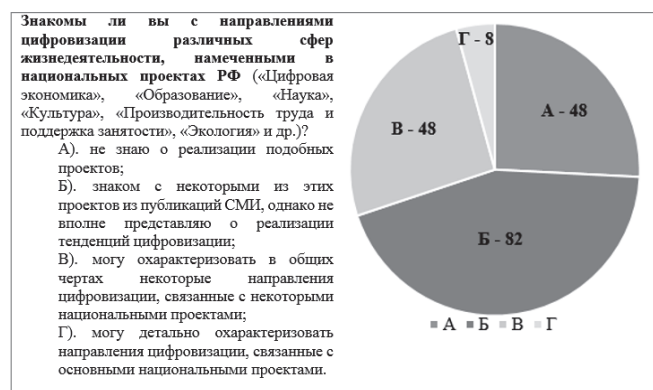 Знакомы ли вы с направлениями
цифровизации различных сфер
жизнедеятельности, намеченными в
национальных проектах РФ («Цифровая
экономика», «Образование», «Наука»,
«Культура», «Производительность труда и
поддержка занятости», «Экология» и др.)?
А). не знаю о реализации подобных
проектов;
Б). знаком с некоторыми из этих
проектов из публикаций СМИ, однако не
вполне представляю о реализации
тенденций цифровизации;
В). могу охарактеризовать в общих
чертах некоторые направления
цифровизации, связанные с некоторыми
национальными проектами;
Г). могу детально охарактеризовать
направления цифровизации, связанные с
основными национальными проектами.
Г - 8
А - 48
В - 48
Б - 82
А Б В Г